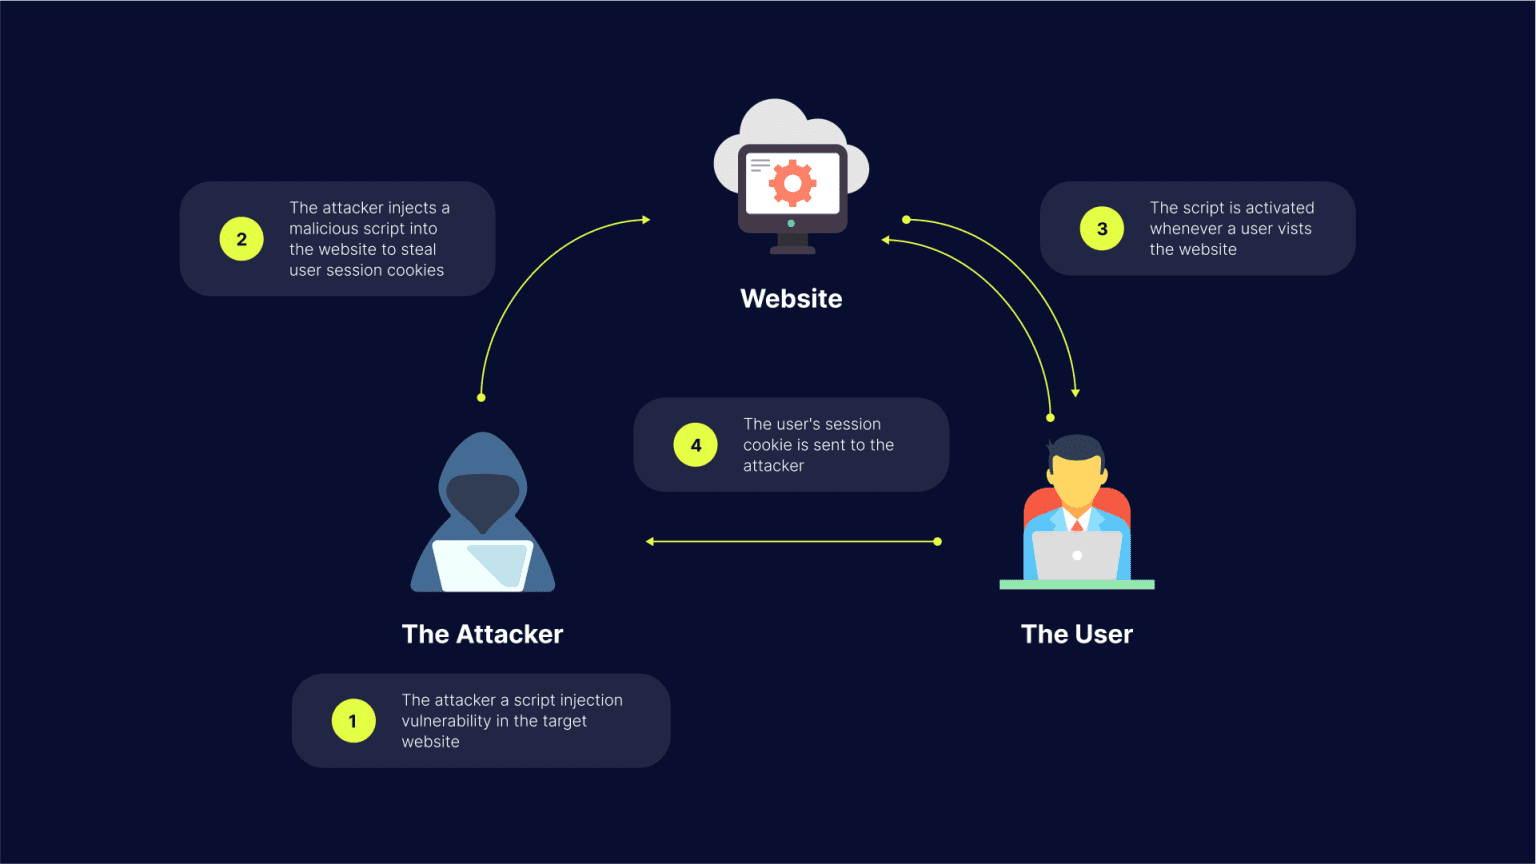 2
The attacker injects a
malicious script into
the website to steal
user session cookies
Website
3
The script is activated
whenever a user vists
the website
4
The user's session
cookie is sent to the
attacker
The Attacker
The User
1
The attacker a script injection
vulnerability in the target
website